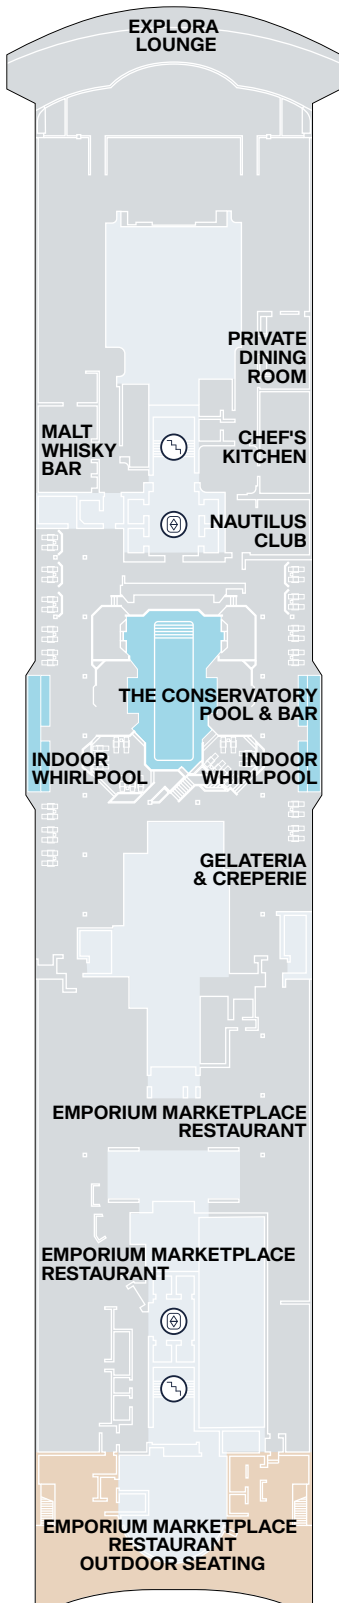 EXPLORA
LOUNGE
PRIVATE
DINING
ROOM
MALT
WHISKY
BAR
CHEF'S
KITCHEN
NAUTILUS
CLUB
THE CONSERVATORY
POOL & BAR
INDOOR
WHIRLPOOL
INDOOR
WHIRLPOOL
GELATERIA
& CREPERIE
EMPORIUM MARKETPLACE
RESTAURANT
EMPORIUM MARKETPLACE
RESTAURANT
EMPORIUM MARKETPLACE
RESTAURANT
OUTDOOR SEATING